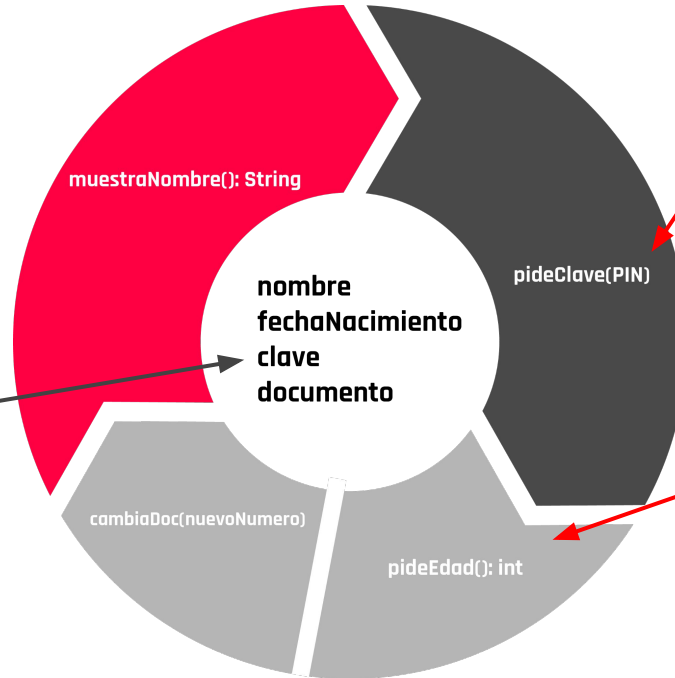 muestraNombre(): String
pideClave(PIN)
nombre
fechaNacimiento
clave
documento
cambiaDoc(nuevoNumero)
pideEdad(): int